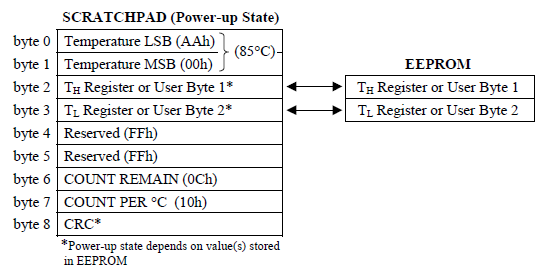 SCRATCHPAD (Power-up State)
byte 0 Temperature LSB (AAh)
(85°C)
byte 1 Temperature MSB (00h)
EEPROM
byte 2 TH Register or User Byte 1* TH Register or User Byte 1
byte 3 TL Register or User Byte 2* TL Register or User Byte 2
byte 4 Reserved (FFh)
byte 5 Reserved (FFh)
byte 6 COUNT REMAIN (0Ch)
byte 7 COUNT PER °C (10h)
byte 8 CRC*
*Power-up state depends on value(s) stored
in EEPROM